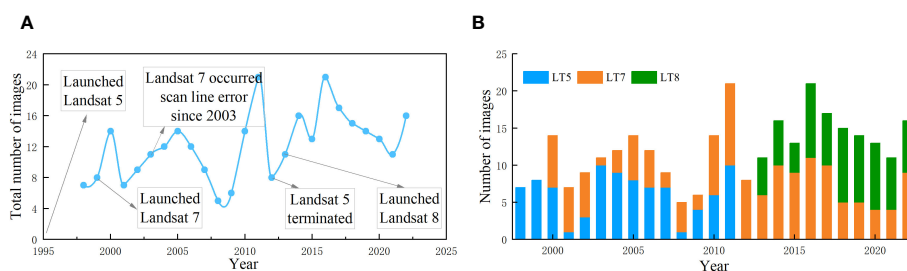 A
Total number of images
24
20
16
12
8
4
0
Launched
Landsat 5
Landsat 7 occurred
scan line error
since 2003
Launched
Landsat 7
Landsat 5
terminated
Launched
Landsat 8
1995
2000
2005
2010
2015
2020
2025
Year
B
Number of images
25
20
15
10
5
0
LT5
LT7
LT8
2000
2005
2010
2015
2020
Year